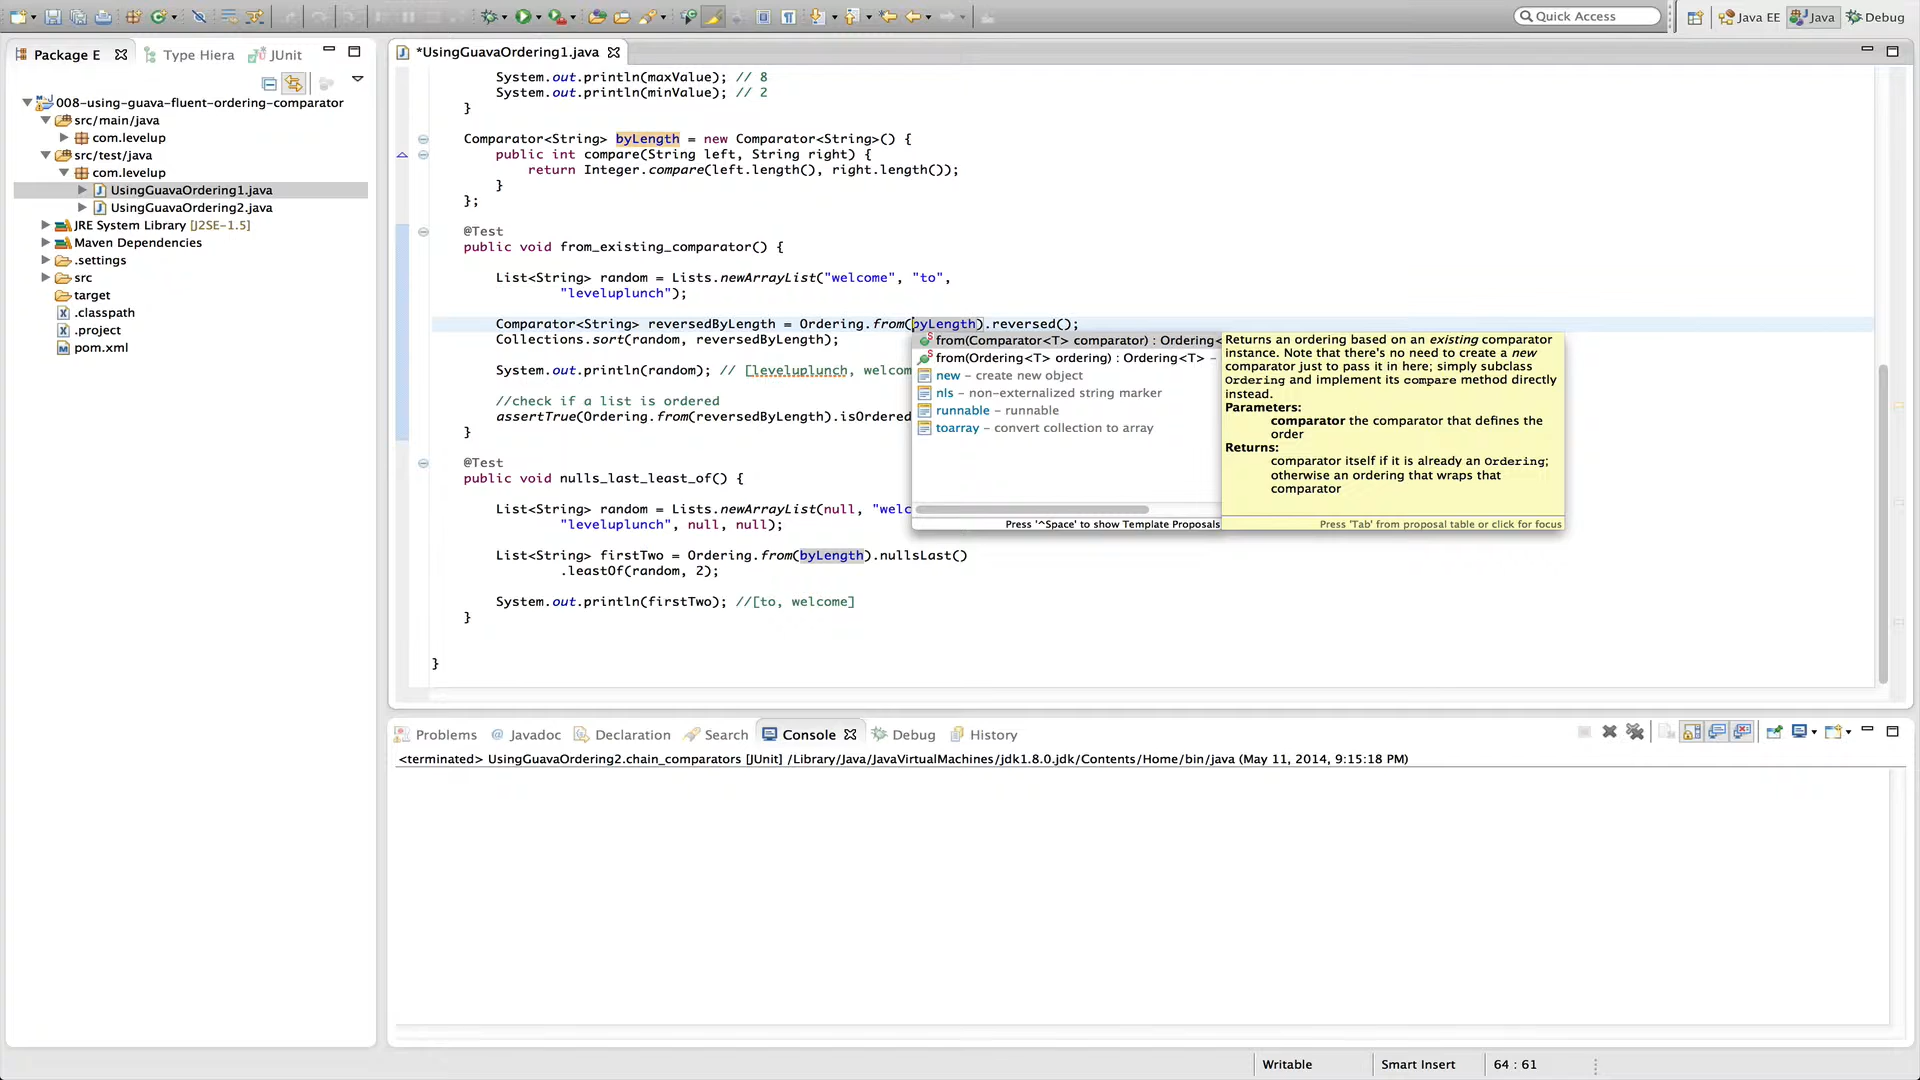 Quick Access
Java EE
Java
Debug
Package E
Type Hiera
JUnit
*UsingGuavaOrdering1.java
008-using-guava-fluent-ordering-comparator
src/main/java
com.levelup
src/test/java
com.levelup
UsingGuavaOrdering1.java
UsingGuavaOrdering2.java
JRE System Library [J2SE-1.5]
Maven Dependencies
.settings
src
target
.classpath
.project
pom.xml
System.out.println(maxValue); // 8
System.out.println(minValue); // 2
}
Comparator<String> byLength = new Comparator<String>() {
public int compare(String left, String right) {
return Integer.compare(left.length(), right.length());
}
};
@Test
public void from_existing_comparator() {
List<String> random = Lists.newArrayList("welcome", "to",
"leveluplunch");
Comparator<String> reversedByLength = Ordering.from(byLength).reversed();
Collections.sort(random, reversedByLength);
System.out.println(random); // [leveluplunch, welcom
//check if a list is ordered
assertTrue(Ordering.from(reversedByLength).isOrdered
}
@Test
public void nulls_last_least_of() {
List<String> random = Lists.newArrayList(null, "welc
"leveluplunch", null, null);
List<String> firstTwo = Ordering.from(byLength).nullsLast()
.leastOf(random, 2);
System.out.println(firstTwo); //[to, welcome]
}
}
from(Comparator<T> comparator) : Ordering<
from(Ordering<T> ordering) : Ordering<T> –
new – create new object
nls – non-externalized string marker
runnable – runnable
toarray – convert collection to array
Press '^Space' to show Template Proposals
Returns an ordering based on an existing comparator
instance. Note that there's no need to create a new
comparator just to pass it in here; simply subclass
Ordering and implement its compare method directly
instead.
Parameters:
comparator the comparator that defines the
order
Returns:
comparator itself if it is already an Ordering;
otherwise an ordering that wraps that
comparator
Press 'Tab' from proposal table or click for focus
Problems
@ Javadoc
Declaration
Search
Console
Debug
History
<terminated> UsingGuavaOrdering2.chain_comparators [JUnit] /Library/Java/JavaVirtualMachines/jdk1.8.0.jdk/Contents/Home/bin/java (May 11, 2014, 9:15:18 PM)
Writable
Smart Insert
64 : 61